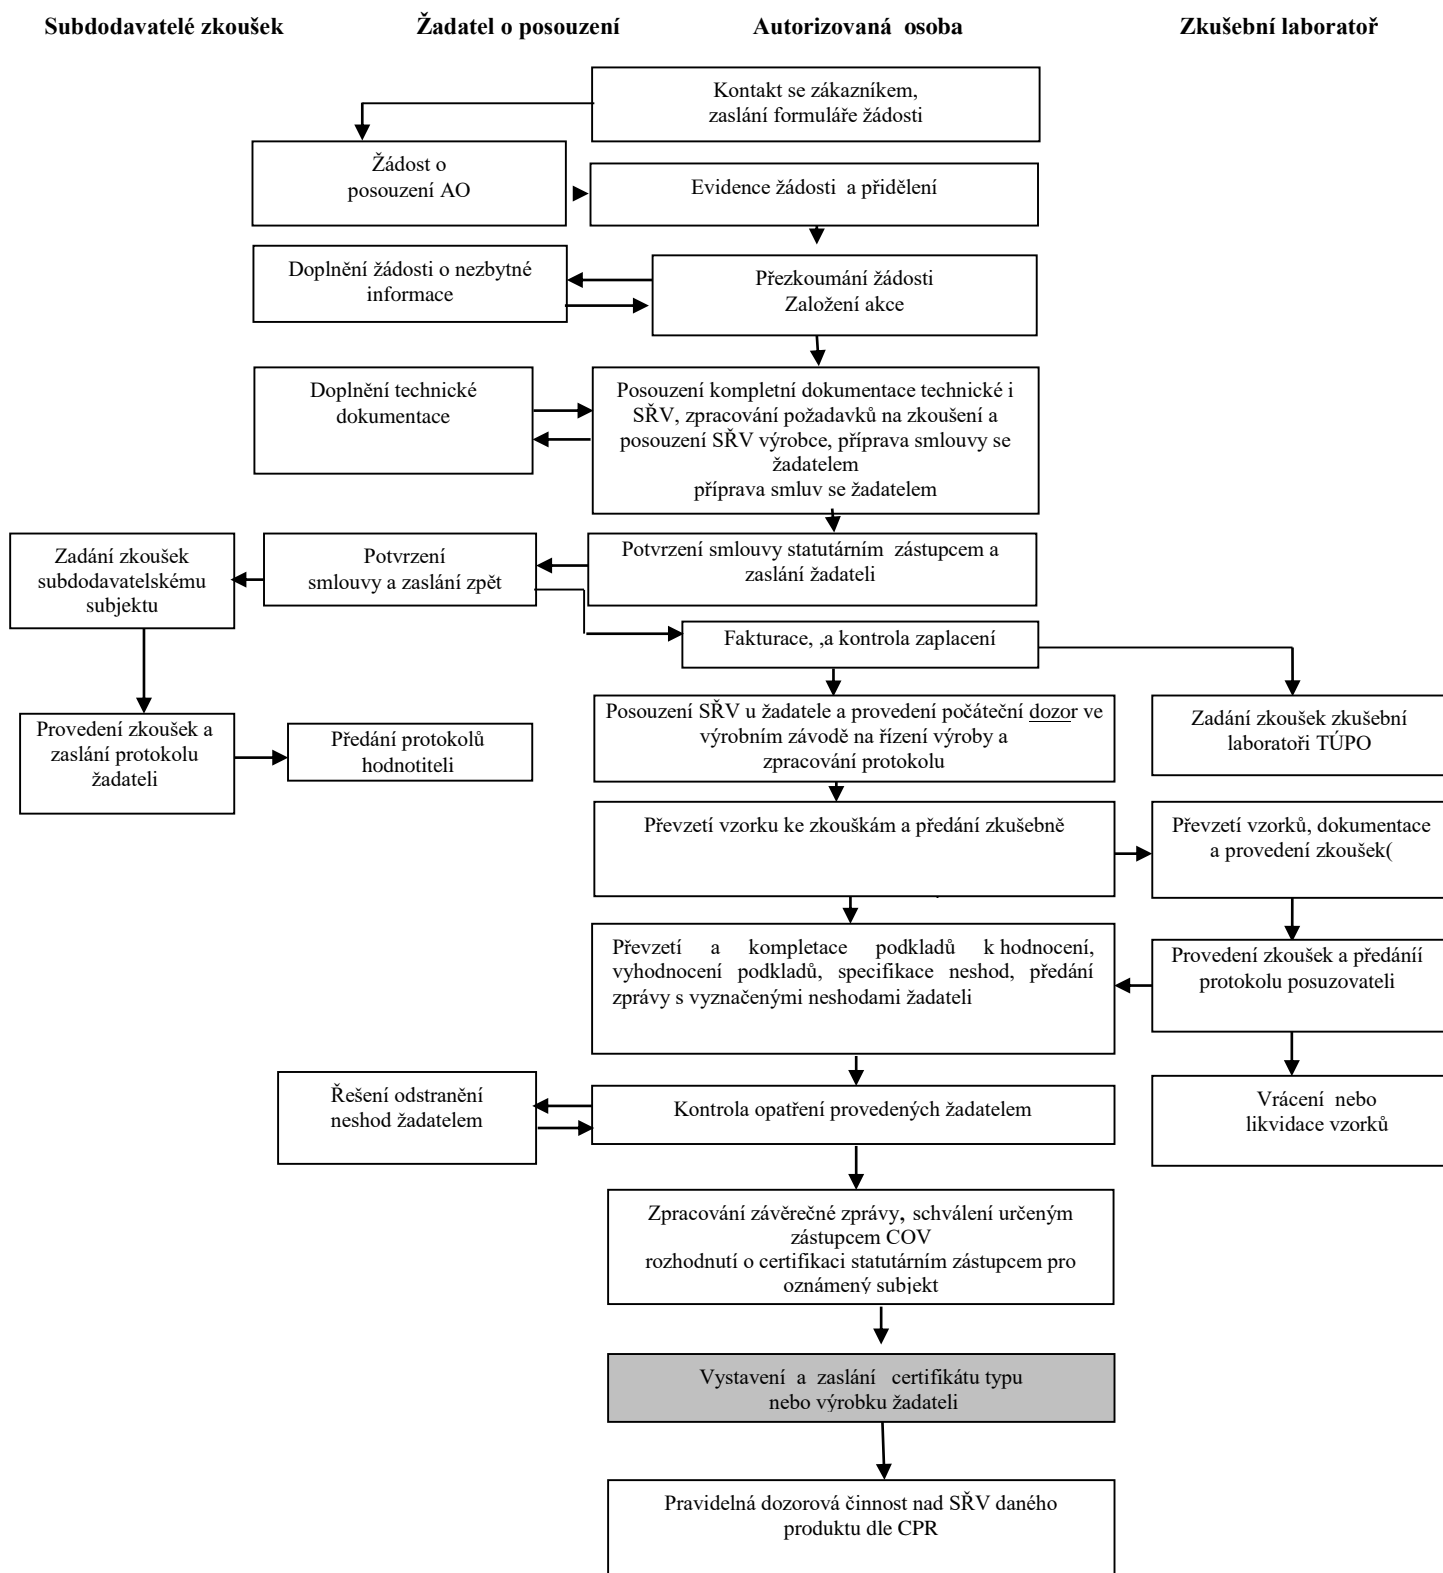 Subdodavatelé zkoušek
Žadatel o posouzení
Autorizovaná osoba
Zkušební laboratoř
Kontakt se zákazníkem,
zaslání formuláře žádosti
Žádost o
posouzení AO
Evidence žádosti a přidělení
Doplnění žádosti o nezbytné
informace
Přezkoumání žádosti
Založení akce
Doplnění technické
dokumentace
Posouzení kompletní dokumentace technické i
SŘV, zpracování požadavků na zkoušení a
posouzení SŘV výrobce, příprava smlouvy se
žadatelem
příprava smluv se žadatelem
Zadání zkoušek
subdodavatelskému
subjektu
Potvrzení
smlouvy a zaslání zpět
Potvrzení smlouvy statutárním zástupcem a
zaslání žadateli
Fakturace, ,a kontrola zaplacení
Provedení zkoušek a
zaslání protokolu
žadateli
Předání protokolů
hodnotiteli
Posouzení SŘV u žadatele a provedení počáteční dozor ve
výrobním závodě na řízení výroby a
zpracování protokolu
Zadání zkoušek zkušební
laboratoři TÚPO
Převzetí vzorku ke zkouškám a předání zkušebně
Převzetí vzorků, dokumentace
a provedení zkoušek(
Převzetí a kompletace podkladů k hodnocení,
vyhodnocení podkladů, specifikace neshod, předání
zprávy s vyznačenými neshodami žadateli
Provedení zkoušek a předáníí
protokolu posuzovateli
Řešení odstranění
neshod žadatelem
Kontrola opatření provedených žadatelem
Vrácení nebo
likvidace vzorků
Zpracování závěrečné zprávy, schválení určeným
zástupcem COV
rozhodnutí o certifikaci statutárním zástupcem pro
oznámený subjekt
Vystavení a zaslání certifikátu typu
nebo výrobku žadateli
Pravidelná dozorová činnost nad SŘV daného
produktu dle CPR